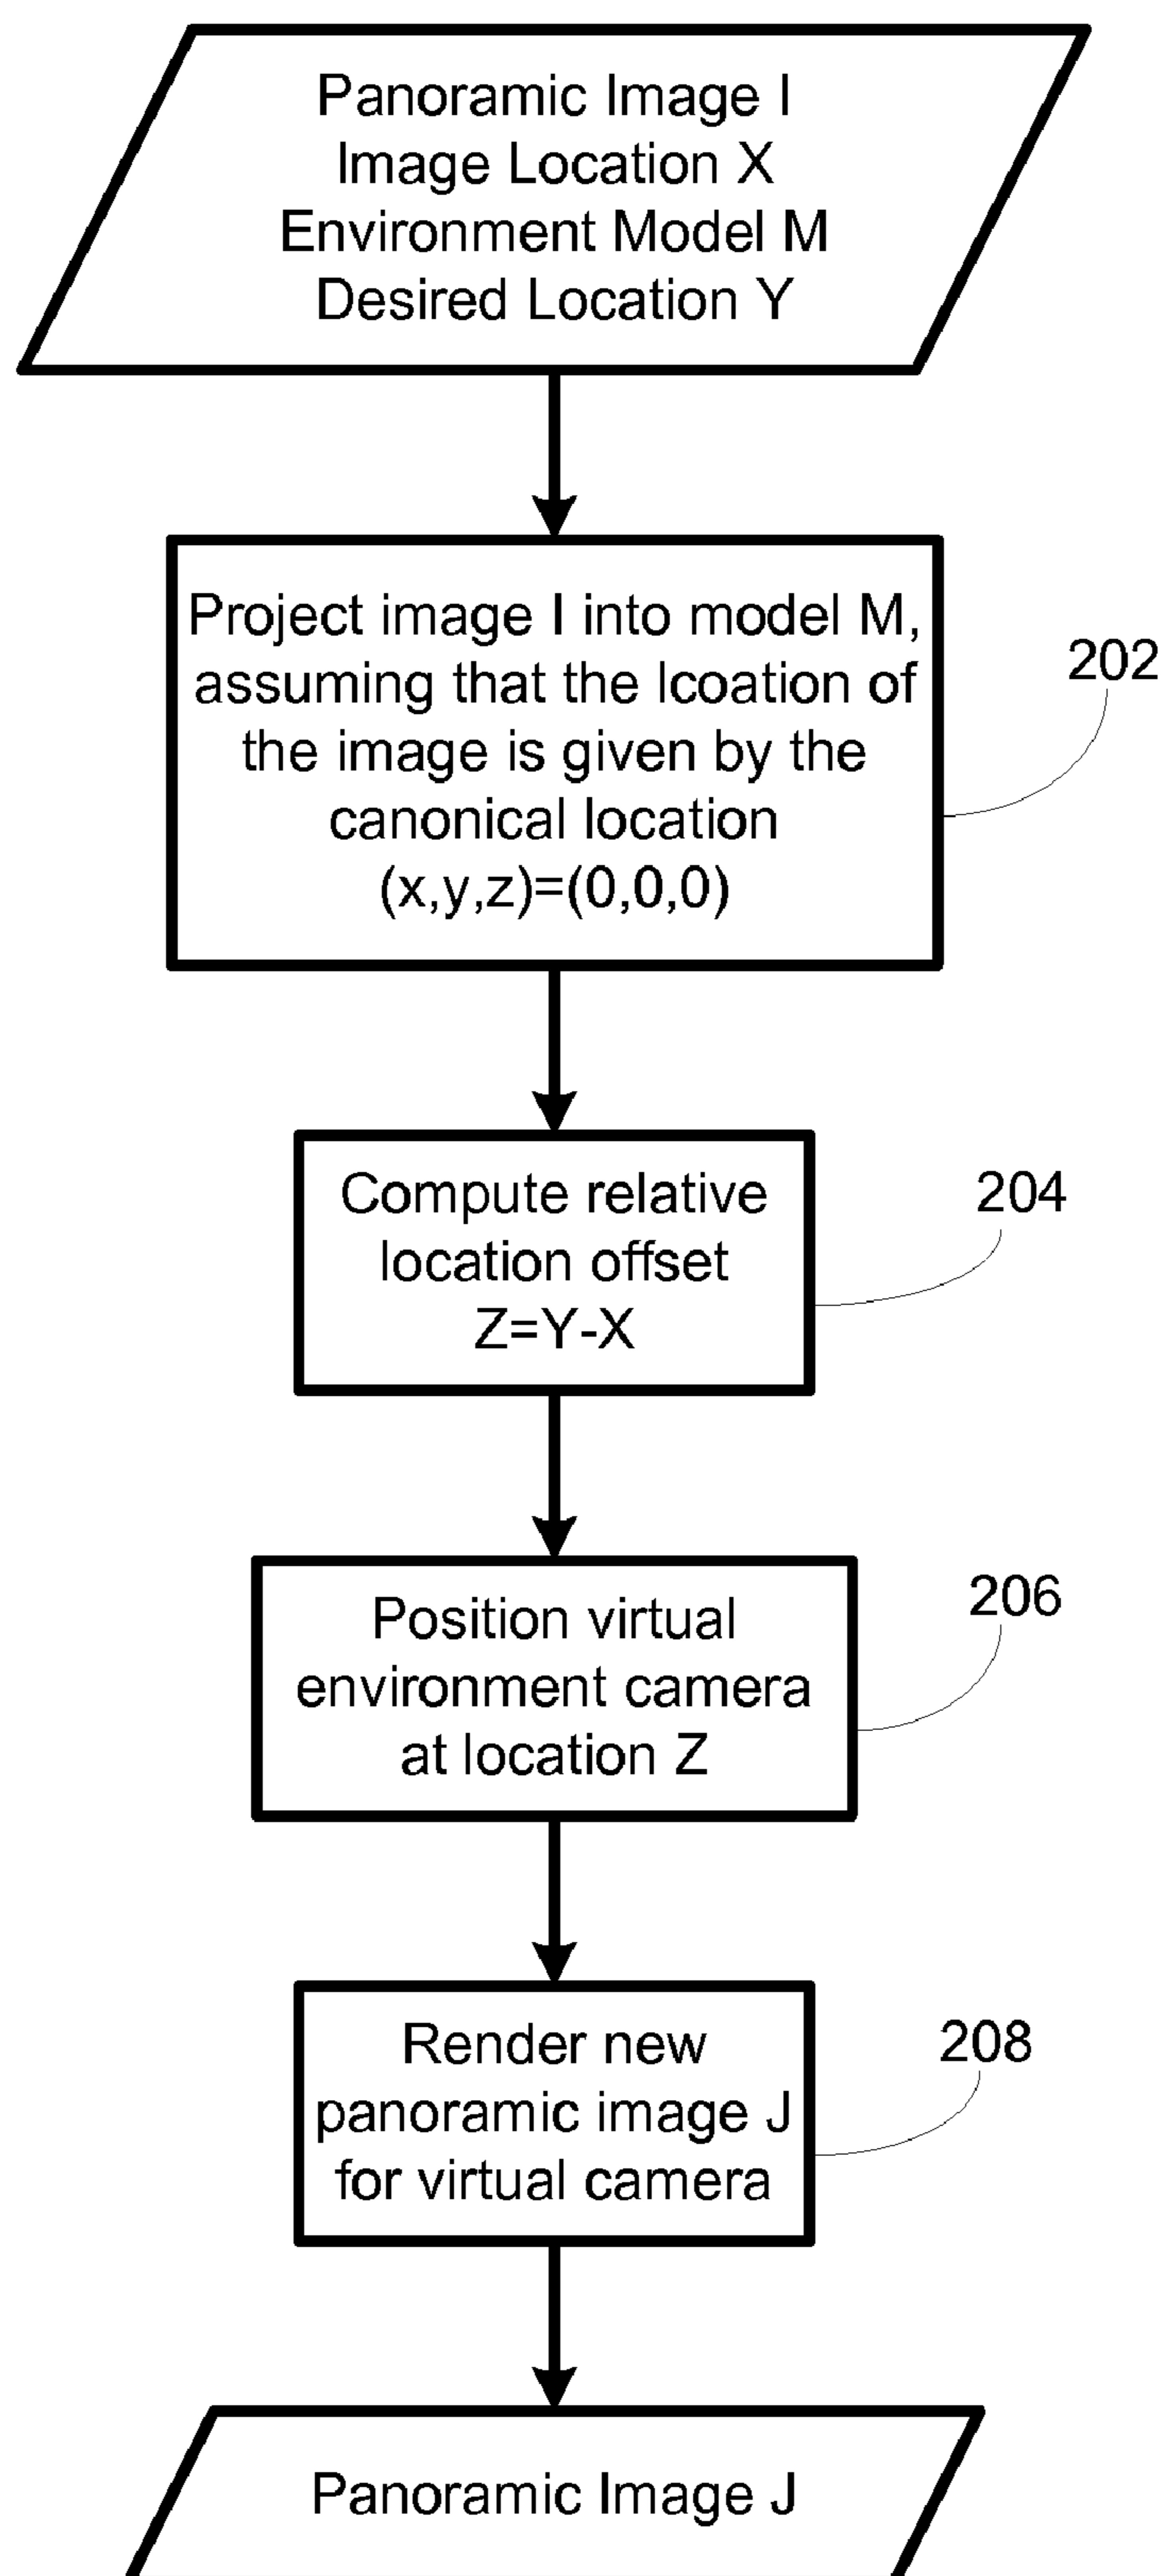 Panoramic Image I
Image Location X
Environment Model M
Desired Location Y
Project image I into model M,
assuming that the lcoation of
the image is given by the
canonical location
(x,y,z)=(0,0,0)
202
Compute relative
location offset
Z=Y-X
204
Position virtual
environment camera
at location Z
206
Render new
panoramic image J
for virtual camera
208
Panoramic Image J